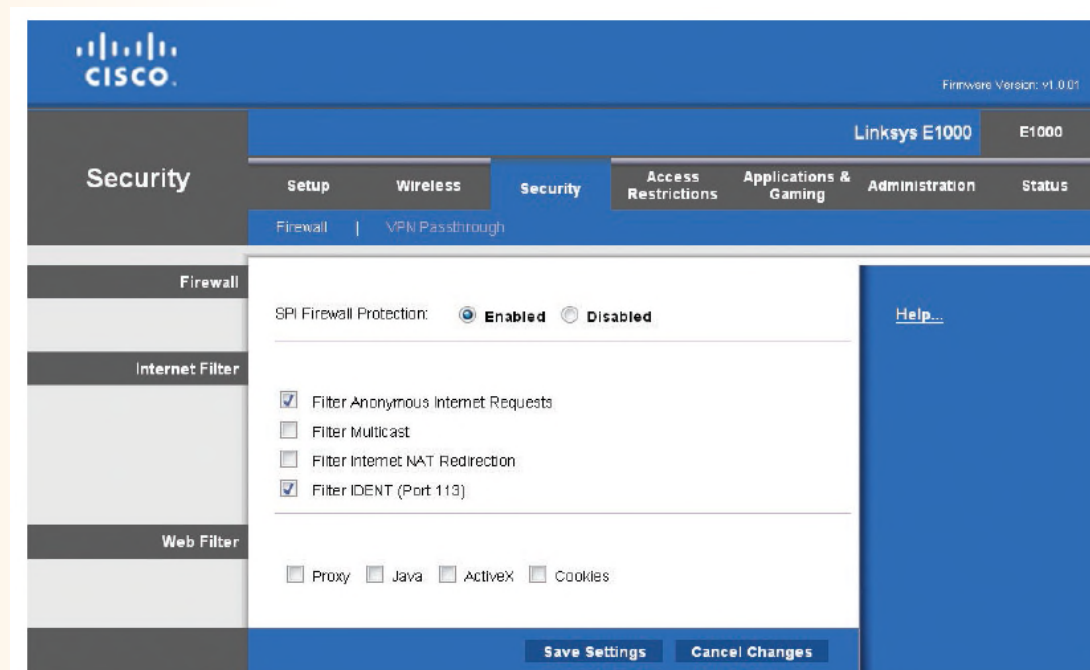 CISCO.
Firmware Version: v1.0.01
Linksys E1000 E1000
Security
Setup Wireless Security Access Restrictions Applications & Gaming Administration Status
Firewall | VPN Passthrough
Firewall
SPI Firewall Protection: Enabled Disabled
Help...
Internet Filter
Filter Anonymous Internet Requests
Filter Multicast
Filter Internet NAT Redirection
Filter IDENT (Port 113)
Web Filter
Proxy Java ActiveX Cookies
Save Settings Cancel Changes